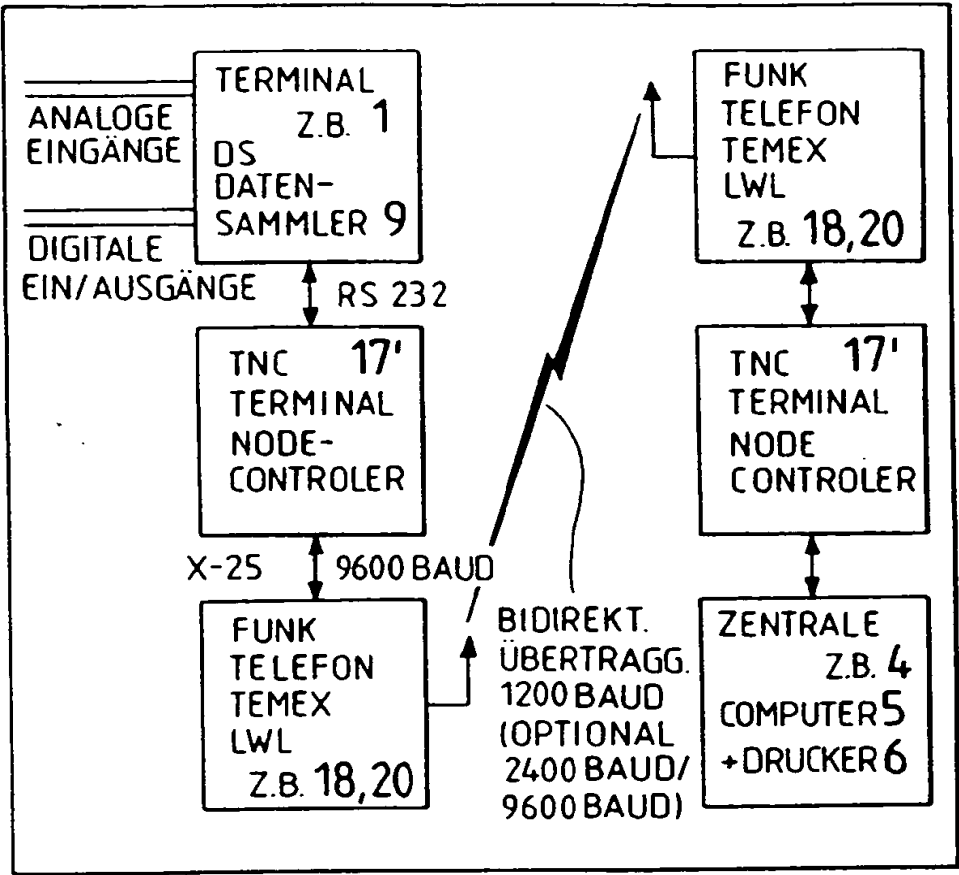 TERMINAL
Z.B. 1
DS
DATEN-
SAMMLER 9
ANALOGE
EINGÄNGE
DIGITALE
EIN/AUSGÄNGE
RS 232
TNC 17'
TERMINAL
NODE-
CONTROLER
X-25 9600 BAUD
FUNK
TELEFON
TEMEX
LWL
Z.B. 18,20
BIDIREKT.
ÜBERTRAGG.
1200 BAUD
(OPTIONAL
2400 BAUD/
9600 BAUD)
FUNK
TELEFON
TEMEX
LWL
Z.B. 18,20
TNC 17'
TERMINAL
NODE
CONTROLER
ZENTRALE
Z.B. 4
COMPUTER 5
+DRUCKER 6